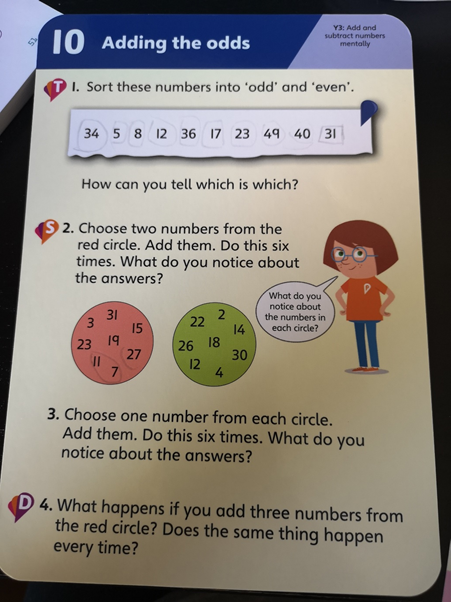 10 Adding the odds
Y3: Add and
subtract numbers
mentally
T 1. Sort these numbers into ‘odd’ and ‘even’.
34 5 8 12 36 17 23 49 40 31
How can you tell which is which?
S 2. Choose two numbers from the
red circle. Add them. Do this six
times. What do you notice about
the answers?
What do you
notice about
the numbers in
each circle?
31
3 15
23 19
27
11
7
2
22 14
26 18
30
12
4
3. Choose one number from each circle.
Add them. Do this six times. What do you
notice about the answers?
D 4. What happens if you add three numbers from
the red circle? Does the same thing happen
every time?